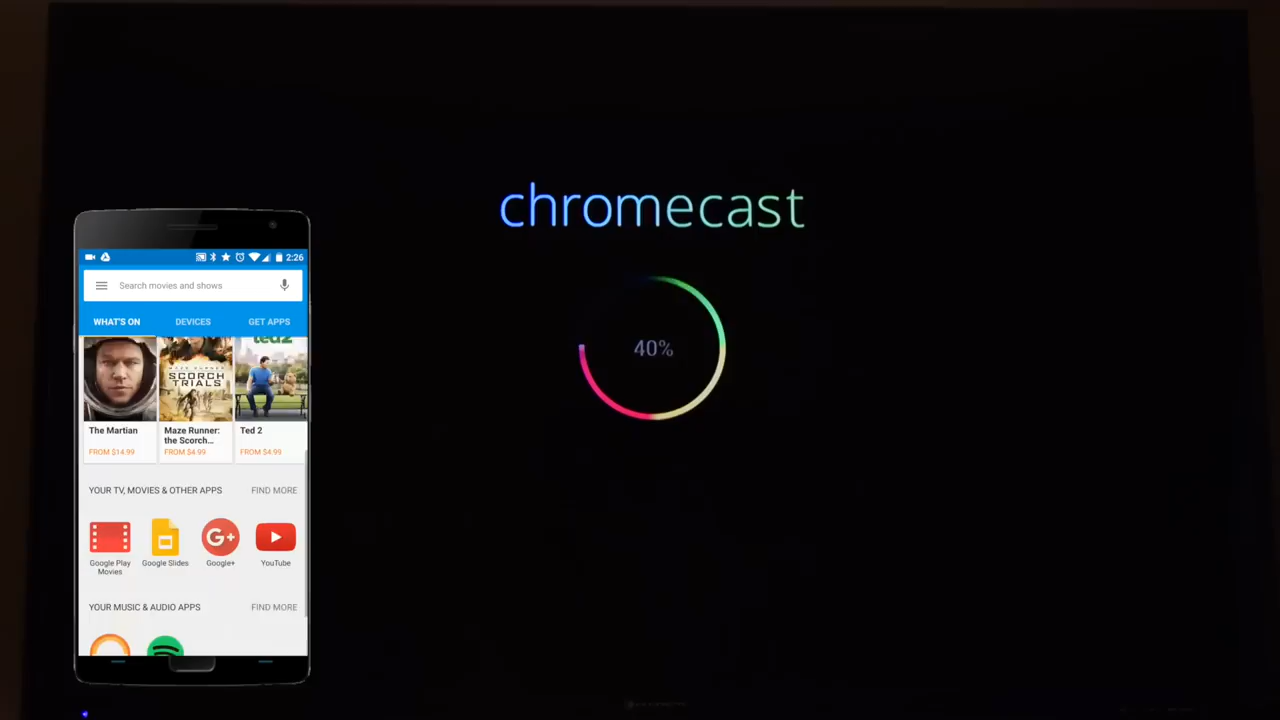 chromecast
40%
2:26
Search movies and shows
WHAT'S ON
DEVICES
GET APPS
ted2
SCORCH
TRIALS
The Martian
Maze Runner:
the Scorch...
Ted 2
FROM $14.99
FROM $4.99
FROM $4.99
YOUR TV, MOVIES & OTHER APPS
FIND MORE
G+
Google Play
Movies
Google Slides
Google+
YouTube
YOUR MUSIC & AUDIO APPS
FIND MORE